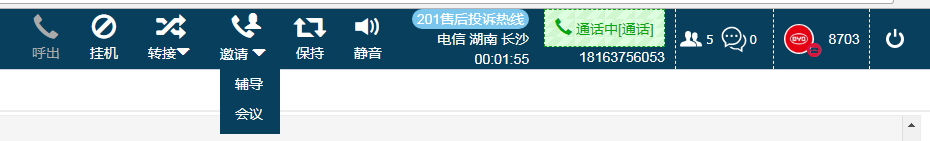 呼出 挂机 转接 邀请 保持 静音
201售后投诉热线
电信 湖南 长沙
00:01:55
通话中[通话]
18163756053
5 0
BYD 8703
辅导
会议